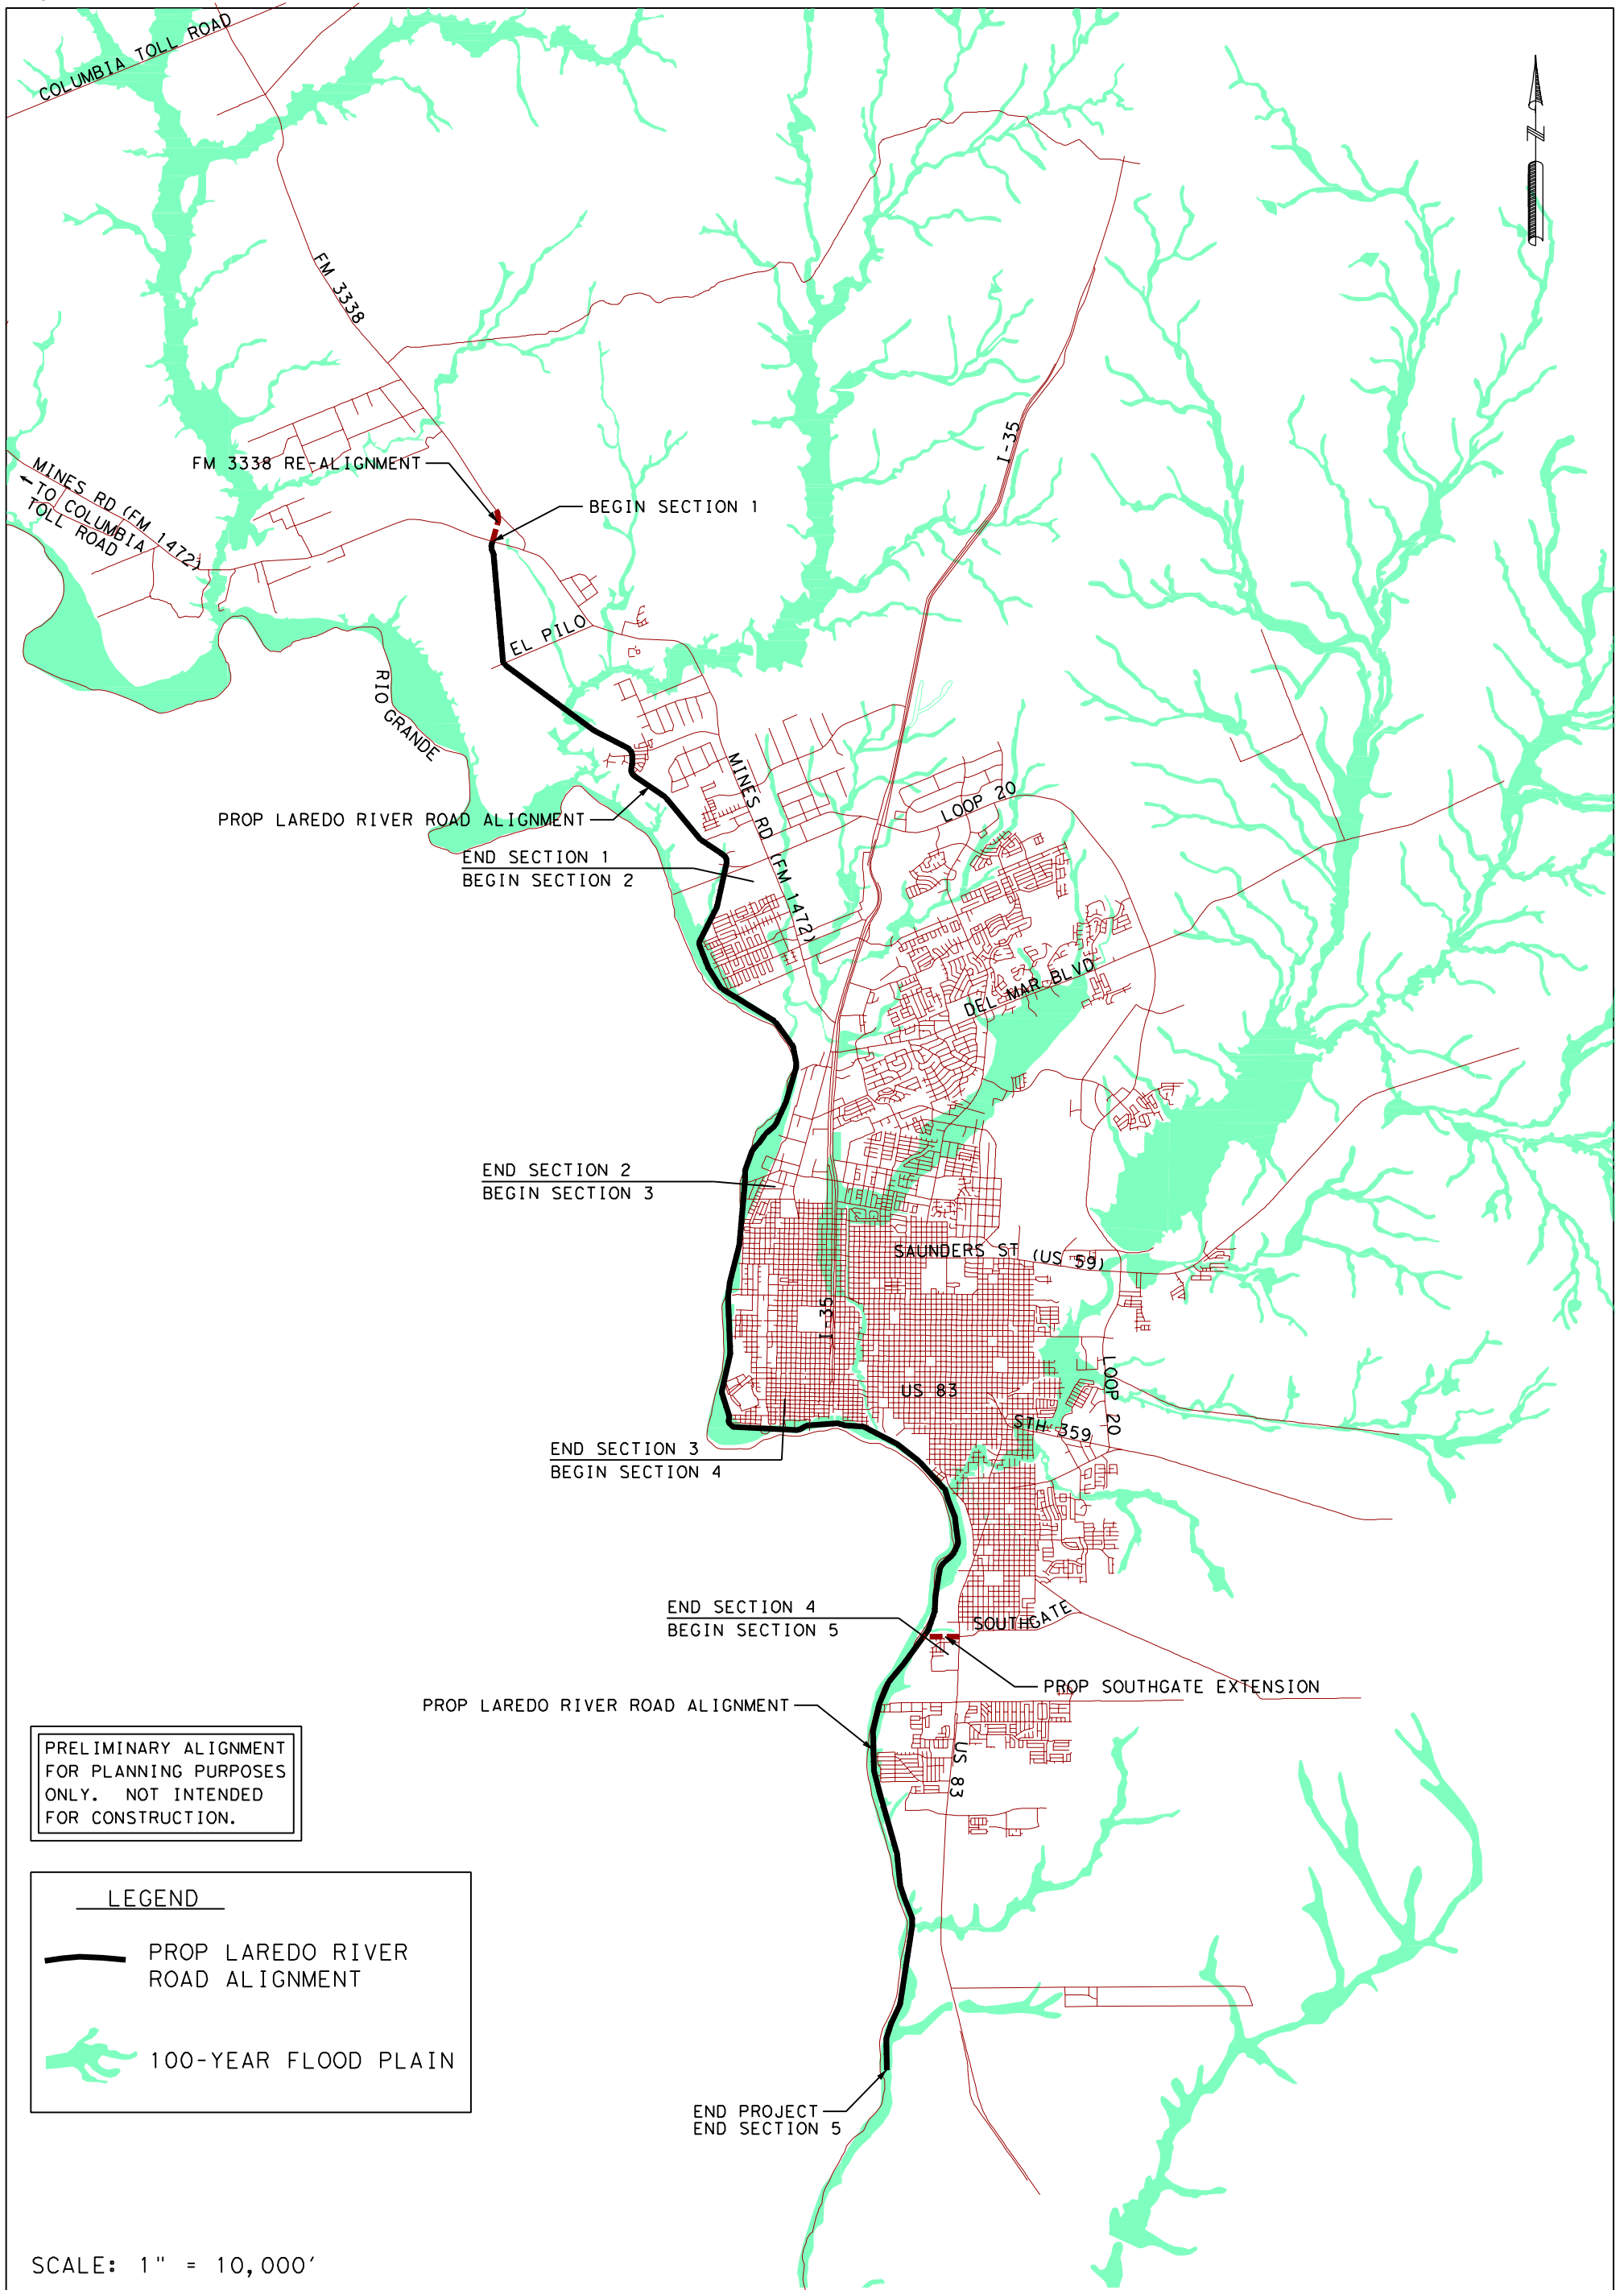 COLUMBIA TOLL ROAD
N
FM 3338
I-35
MINES RD (FM 1472)
TO COLUMBIA
TOLL ROAD
FM 3338 RE-ALIGNMENT
BEGIN SECTION 1
EL PILO
RIO GRANDE
MINES RD (FM 1472)
LOOP 20
PROP LAREDO RIVER ROAD ALIGNMENT
END SECTION 1
BEGIN SECTION 2
DEL MAR BLVD
END SECTION 2
BEGIN SECTION 3
SAUNDERS ST (US 59)
I-35
LOOP 20
US 83
STH 359
END SECTION 3
BEGIN SECTION 4
END SECTION 4
BEGIN SECTION 5
SOUTHGATE
PROP SOUTHGATE EXTENSION
PROP LAREDO RIVER ROAD ALIGNMENT
US 83
PRELIMINARY ALIGNMENT
FOR PLANNING PURPOSES
ONLY. NOT INTENDED
FOR CONSTRUCTION.
LEGEND
PROP LAREDO RIVER
ROAD ALIGNMENT
100-YEAR FLOOD PLAIN
END PROJECT
END SECTION 5
SCALE: 1" = 10,000'